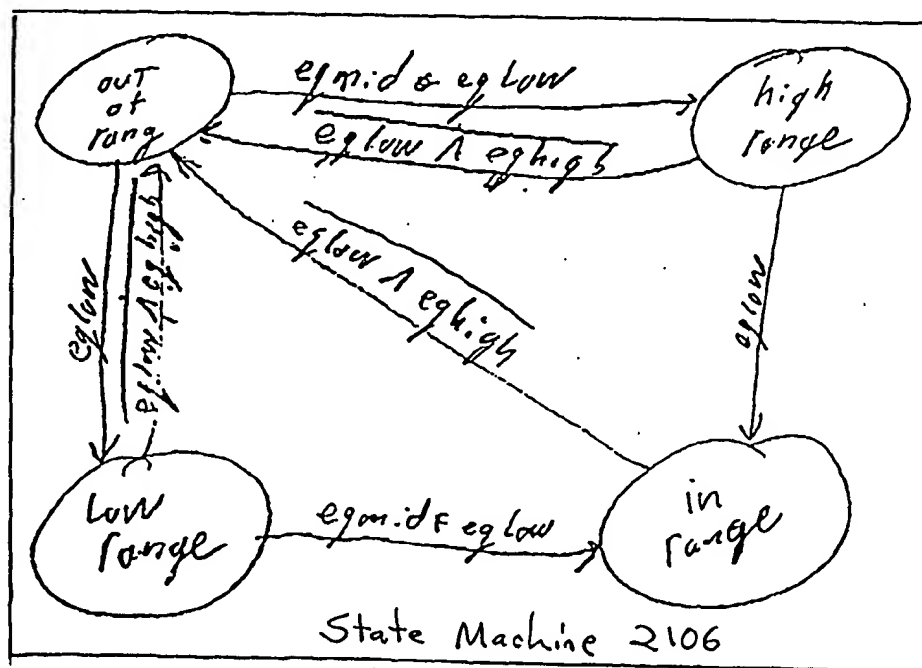 out
of
rang
eqmid & eqlow
high
range
eqlow ∧ eqhigh
eqlow ∧ eqhigh
eqlow
eqlow ∧ eqhigh
eqlow
Low
range
eqmid & eqlow
in
range
State Machine 2106